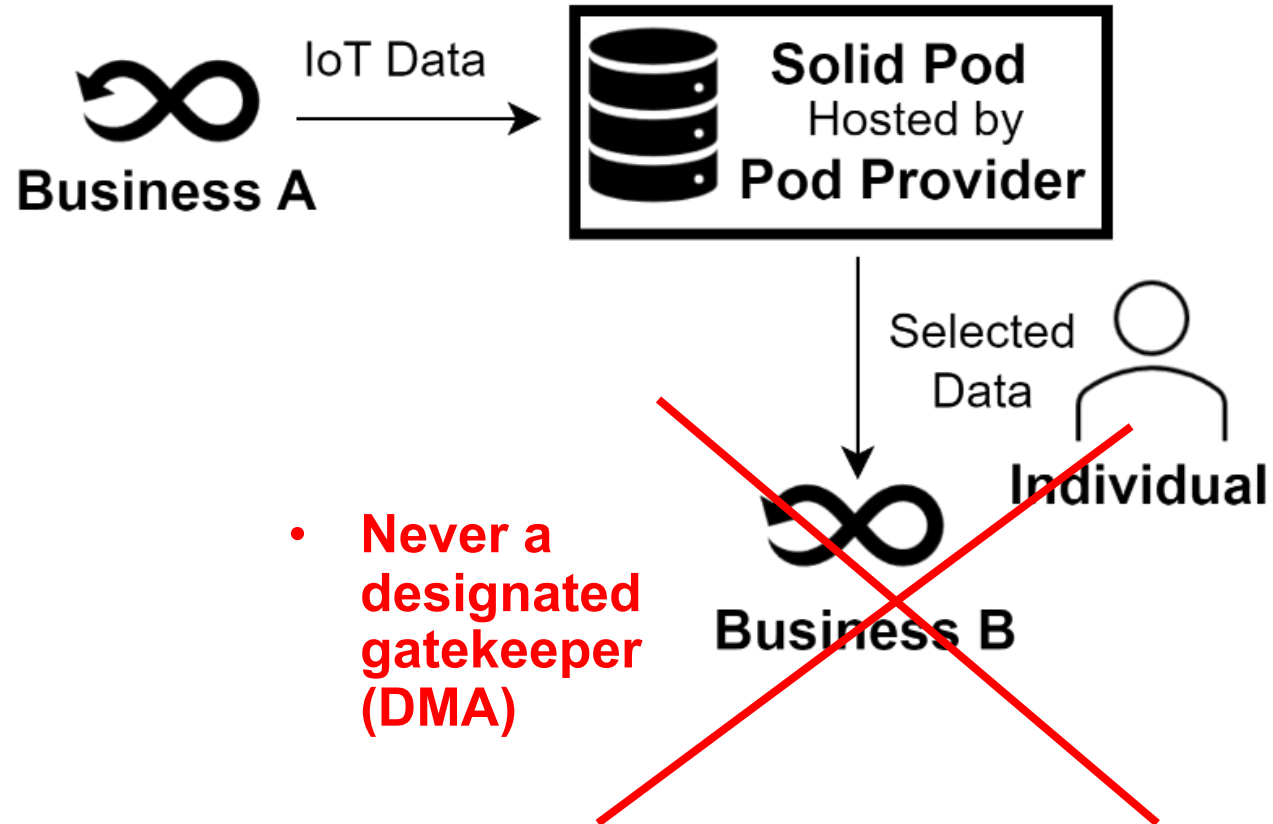 IoT Data
Business A
Solid Pod
Hosted by
Pod Provider
Selected
Data
Individual
• Never a
designated
gatekeeper
(DMA)
Business B